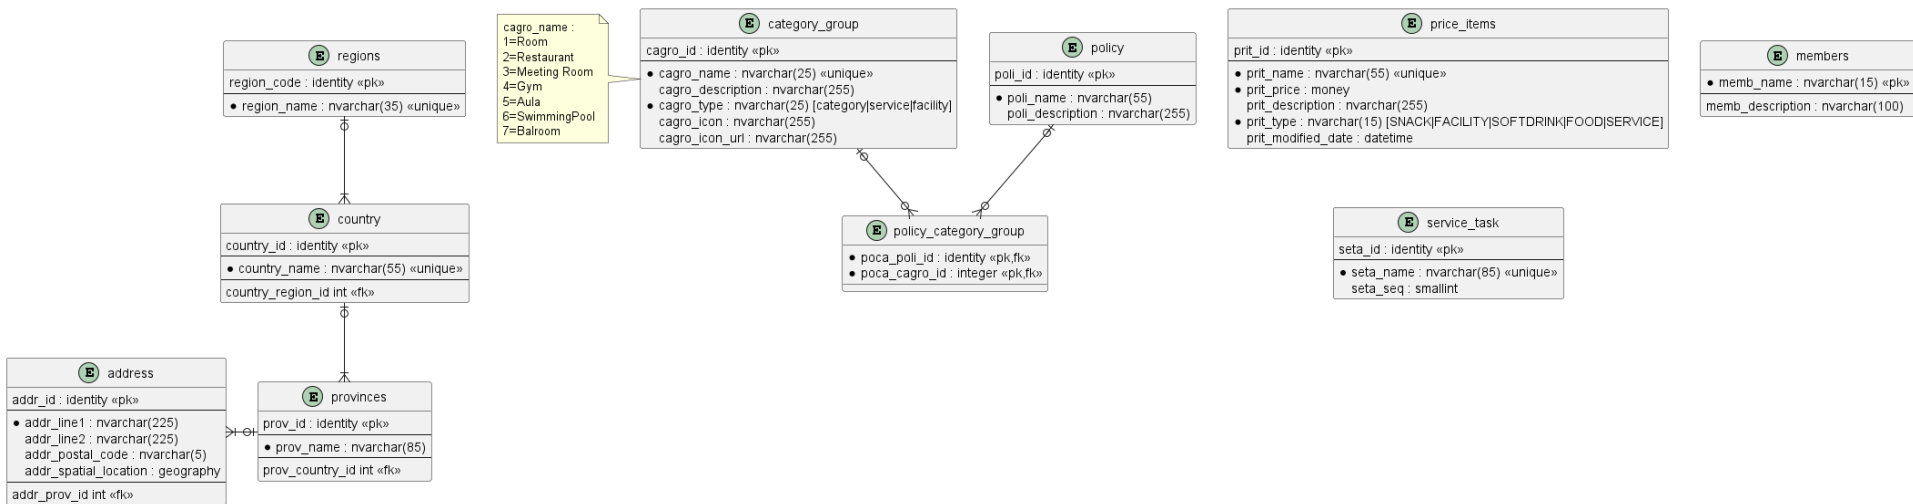 E regions
region_code : identity «pk»
● region_name : nvarchar(35) «unique»
cagro_name :
1=Room
2=Restaurant
3=Meeting Room
4=Gym
5=Aula
6=SwimmingPool
7=Balroom
E category_group
cagro_id : identity «pk»
● cagro_name : nvarchar(25) «unique»
cagro_description : nvarchar(255)
● cagro_type : nvarchar(25) [category|service|facility]
cagro_icon : nvarchar(255)
cagro_icon_url : nvarchar(255)
E policy
poli_id : identity «pk»
● poli_name : nvarchar(55)
poli_description : nvarchar(255)
E price_items
prit_id : identity «pk»
● prit_name : nvarchar(55) «unique»
● prit_price : money
prit_description : nvarchar(255)
● prit_type : nvarchar(15) [SNACK|FACILITY|SOFTDRINK|FOOD|SERVICE]
prit_modified_date : datetime
E members
● memb_name : nvarchar(15) «pk»
memb_description : nvarchar(100)
E country
country_id : identity «pk»
● country_name : nvarchar(55) «unique»
country_region_id int «fk»
E policy_category_group
● poca_poli_id : identity «pk,fk»
● poca_cagro_id : integer «pk,fk»
E service_task
seta_id : identity «pk»
● seta_name : nvarchar(85) «unique»
seta_seq : smallint
E address
addr_id : identity «pk»
● addr_line1 : nvarchar(225)
addr_line2 : nvarchar(225)
addr_postal_code : nvarchar(5)
addr_spatial_location : geography
addr_prov_id int «fk»
E provinces
prov_id : identity «pk»
● prov_name : nvarchar(85)
prov_country_id int «fk»